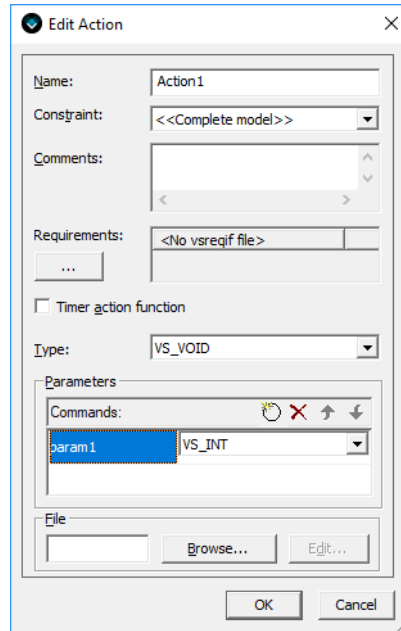 Edit Action
Name: Action1
Constraint: <<Complete model>>
Comments:
Requirements: <No vsreqif file>
...
Timer action function
Type: VS_VOID
Parameters
Commands:
param1 VS_INT
File
Browse... Edit...
OK Cancel